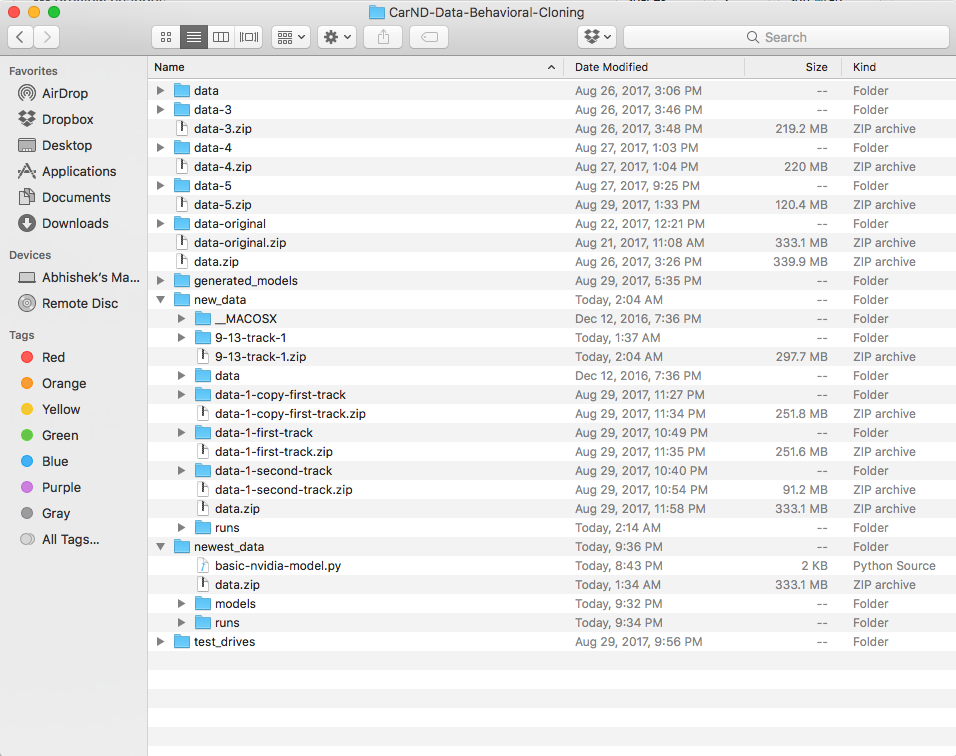 CarND-Data-Behavioral-Cloning
Search
Favorites
AirDrop
Dropbox
Desktop
Applications
Documents
Downloads
Devices
Abhishek's Ma...
Remote Disc
Tags
Red
Orange
Yellow
Green
Blue
Purple
Gray
All Tags...
Name Date Modified Size Kind
data Aug 26, 2017, 3:06 PM -- Folder
data-3 Aug 26, 2017, 3:46 PM -- Folder
data-3.zip Aug 26, 2017, 3:48 PM 219.2 MB ZIP archive
data-4 Aug 27, 2017, 1:03 PM -- Folder
data-4.zip Aug 27, 2017, 1:04 PM 220 MB ZIP archive
data-5 Aug 27, 2017, 9:25 PM -- Folder
data-5.zip Aug 29, 2017, 1:33 PM 120.4 MB ZIP archive
data-original Aug 22, 2017, 12:21 PM -- Folder
data-original.zip Aug 21, 2017, 11:08 AM 333.1 MB ZIP archive
data.zip Aug 26, 2017, 3:26 PM 339.9 MB ZIP archive
generated_models Aug 29, 2017, 5:35 PM -- Folder
new_data Today, 2:04 AM -- Folder
__MACOSX Dec 12, 2016, 7:36 PM -- Folder
9-13-track-1 Today, 1:37 AM -- Folder
9-13-track-1.zip Today, 2:04 AM 297.7 MB ZIP archive
data Dec 12, 2016, 7:36 PM -- Folder
data-1-copy-first-track Aug 29, 2017, 11:27 PM -- Folder
data-1-copy-first-track.zip Aug 29, 2017, 11:34 PM 251.8 MB ZIP archive
data-1-first-track Aug 29, 2017, 10:49 PM -- Folder
data-1-first-track.zip Aug 29, 2017, 11:35 PM 251.6 MB ZIP archive
data-1-second-track Aug 29, 2017, 10:40 PM -- Folder
data-1-second-track.zip Aug 29, 2017, 10:54 PM 91.2 MB ZIP archive
data.zip Aug 29, 2017, 11:58 PM 333.1 MB ZIP archive
runs Today, 2:14 AM -- Folder
newest_data Today, 9:36 PM -- Folder
basic-nvidia-model.py Today, 8:43 PM 2 KB Python Source
data.zip Today, 1:34 AM 333.1 MB ZIP archive
models Today, 9:32 PM -- Folder
runs Today, 9:34 PM -- Folder
test_drives Aug 29, 2017, 9:56 PM -- Folder